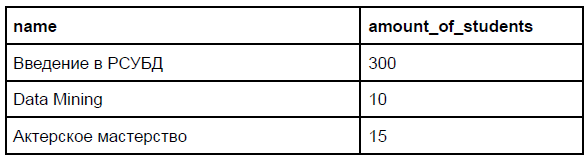 name amount_of_students
Введение в РСУБД 300
Data Mining 10
Актерское мастерство 15